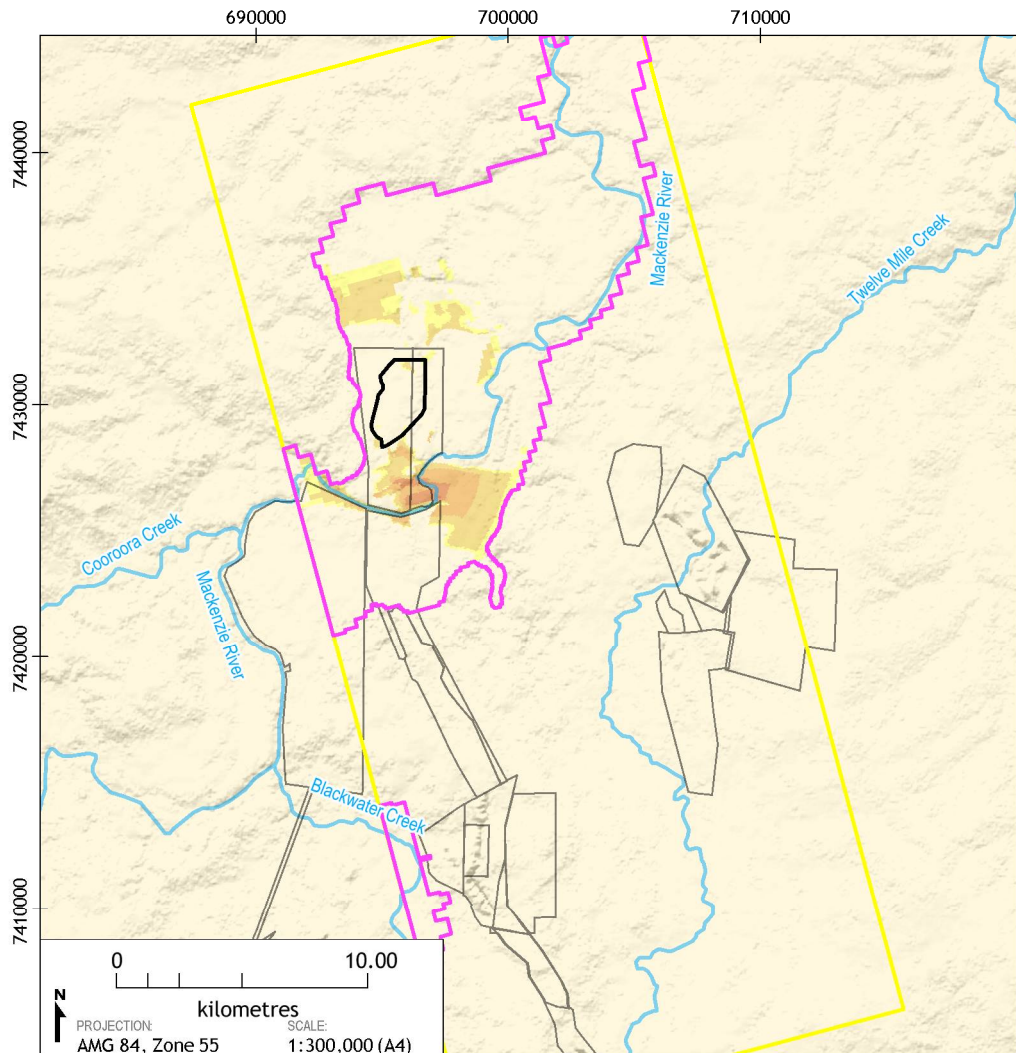 690000
700000
710000
7440000
Mackenzie River
Twelve Mile Creek
7430000
Cooroora Creek
Mackenzie River
7420000
Blackwater Creek
7410000
0 10.00
kilometres
N
PROJECTION: SCALE:
AMG 84, Zone 55 1:300,000 (A4)